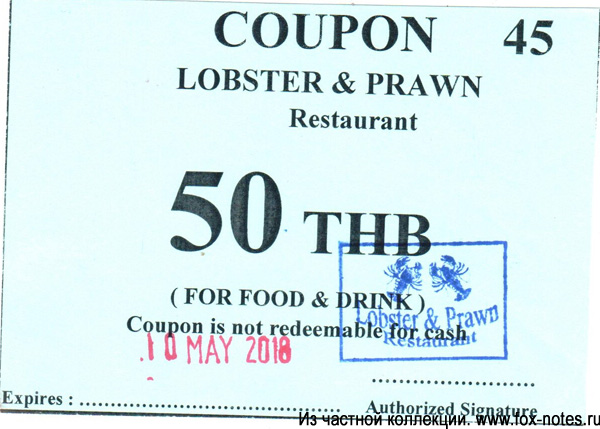 COUPON 45
LOBSTER & PRAWN
Restaurant
50 THB
( FOR FOOD & DRINK )
Coupon is not redeemable for cash
Lobster & Prawn
Restaurant
10 MAY 2018
Expires : ................................................
..............................
Authorized Signature
Из частной коллекции. www.fox-notes.ru